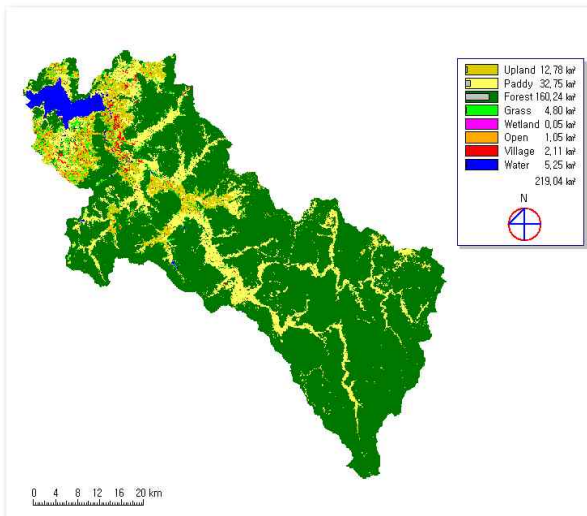 Upland 12,78 km²
Paddy 32,75 km²
Forest 160,24 km²
Grass 4,80 km²
Wetland 0,05 km²
Open 1,05 km²
Village 2,11 km²
Water 5,25 km²
219,04 km²
N
0 4 8 12 16 20 km